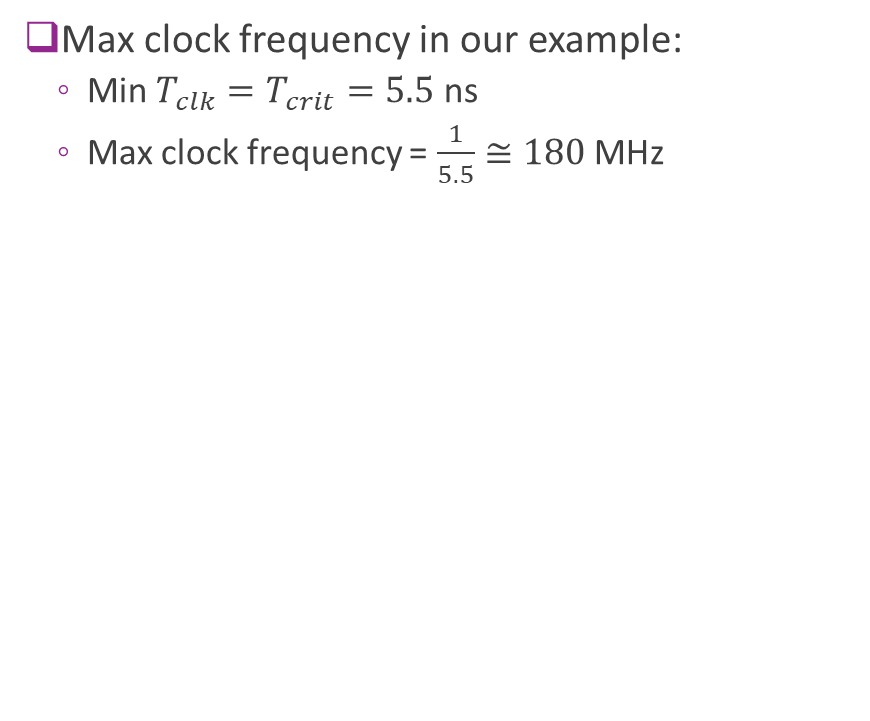 ❑Max clock frequency in our example:
◦ Min T_clk = T_crit = 5.5 ns
◦ Max clock frequency = 1/5.5 ≅ 180 MHz